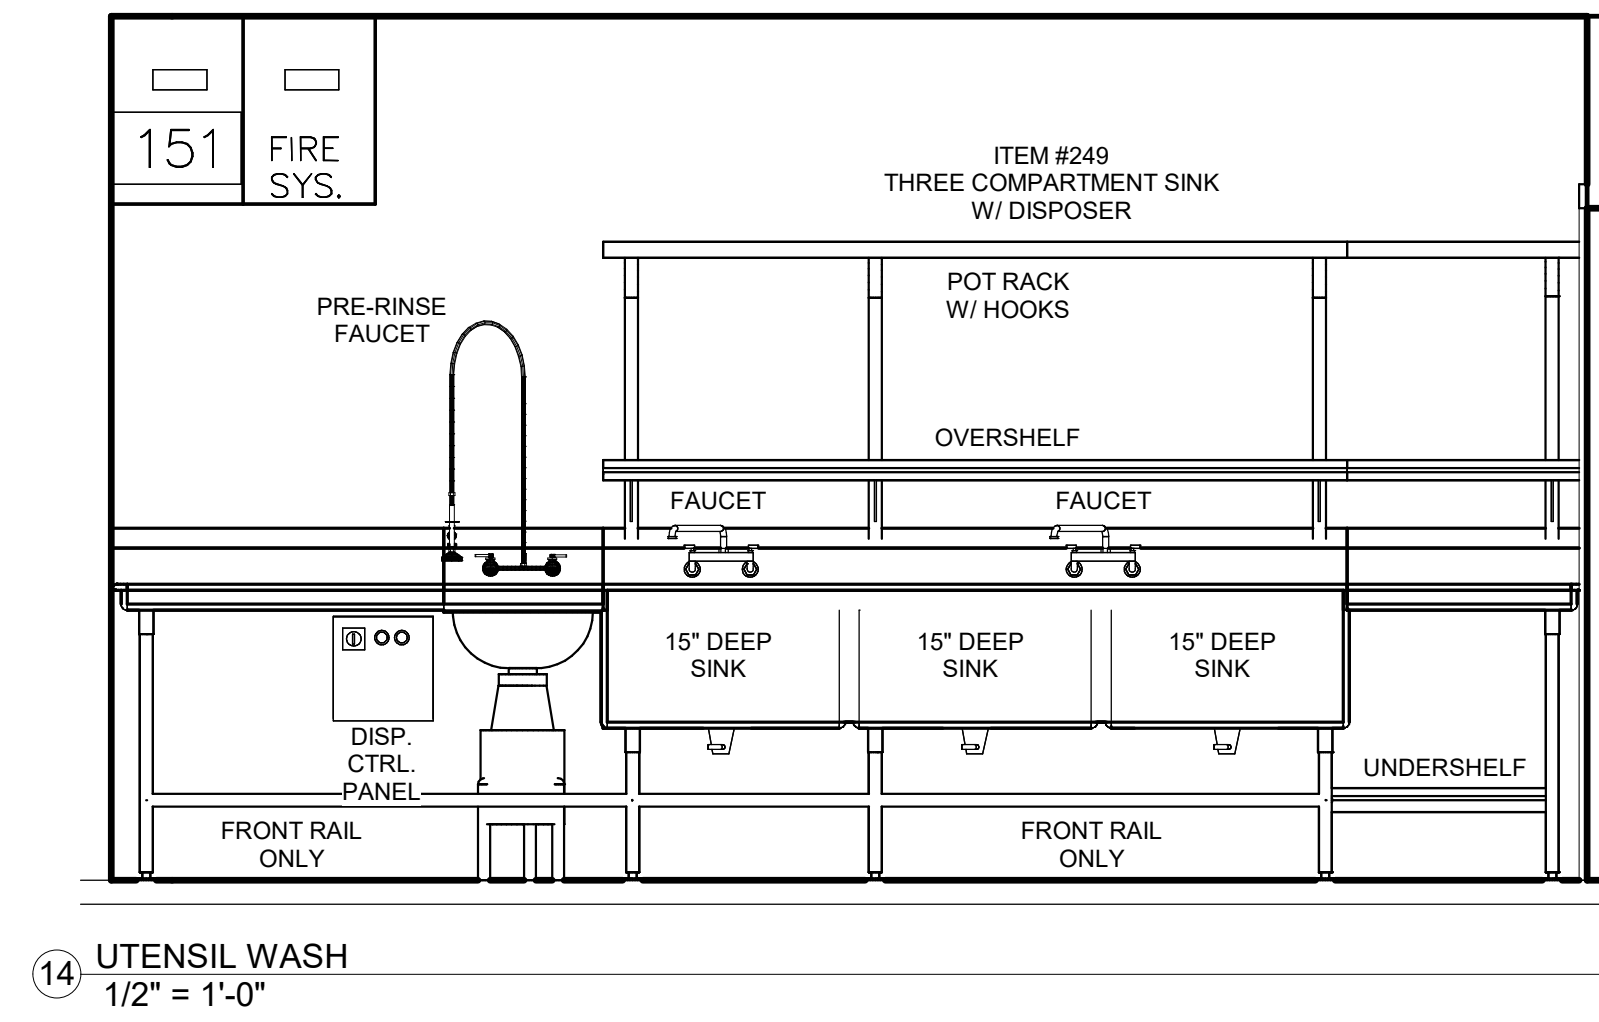 151
FIRE
SYS.
ITEM #249
THREE COMPARTMENT SINK
W/ DISPOSER
POT RACK
W/ HOOKS
PRE-RINSE
FAUCET
OVERSHELF
FAUCET
FAUCET
15" DEEP
SINK
15" DEEP
SINK
15" DEEP
SINK
DISP.
CTRL.
PANEL
UNDERSHELF
FRONT RAIL
ONLY
FRONT RAIL
ONLY
14
UTENSIL WASH
1/2" = 1'-0"